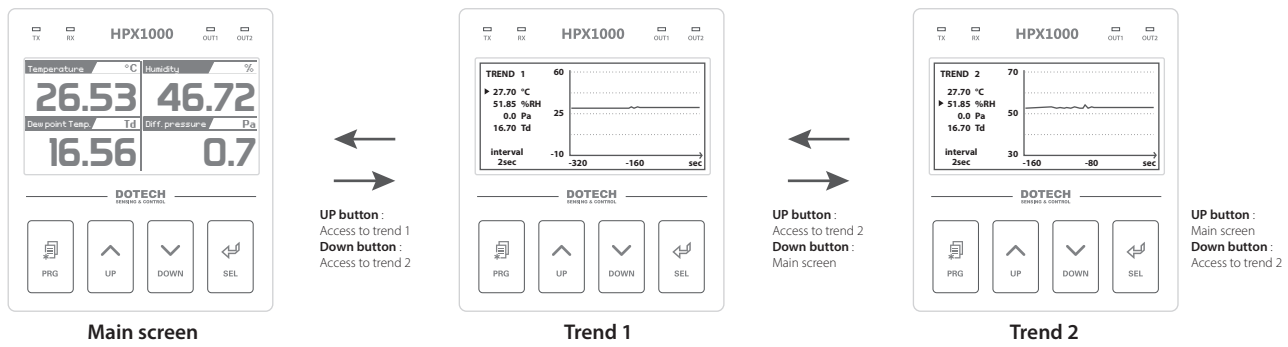 TX RX HPX1000 OUT1 OUT2
Temperature °C Humidity %
26.53 46.72
Dew point Temp. Td Diff. pressure Pa
16.56 0.7
DOTECH
SENSING & CONTROL
PRG UP DOWN SEL
Main screen
UP button :
Access to trend 1
Down button :
Access to trend 2
TX RX HPX1000 OUT1 OUT2
TREND 1 60
27.70 °C
51.85 %RH
0.0 Pa 25
16.70 Td
interval -10
2sec -320 -160 sec
DOTECH
SENSING & CONTROL
PRG UP DOWN SEL
Trend 1
UP button :
Access to trend 2
Down button :
Main screen
TX RX HPX1000 OUT1 OUT2
TREND 2 70
27.70 °C
51.85 %RH
0.0 Pa 50
16.70 Td
interval 30
2sec -160 -80 sec
DOTECH
SENSING & CONTROL
PRG UP DOWN SEL
Trend 2
UP button :
Main screen
Down button :
Access to trend 2